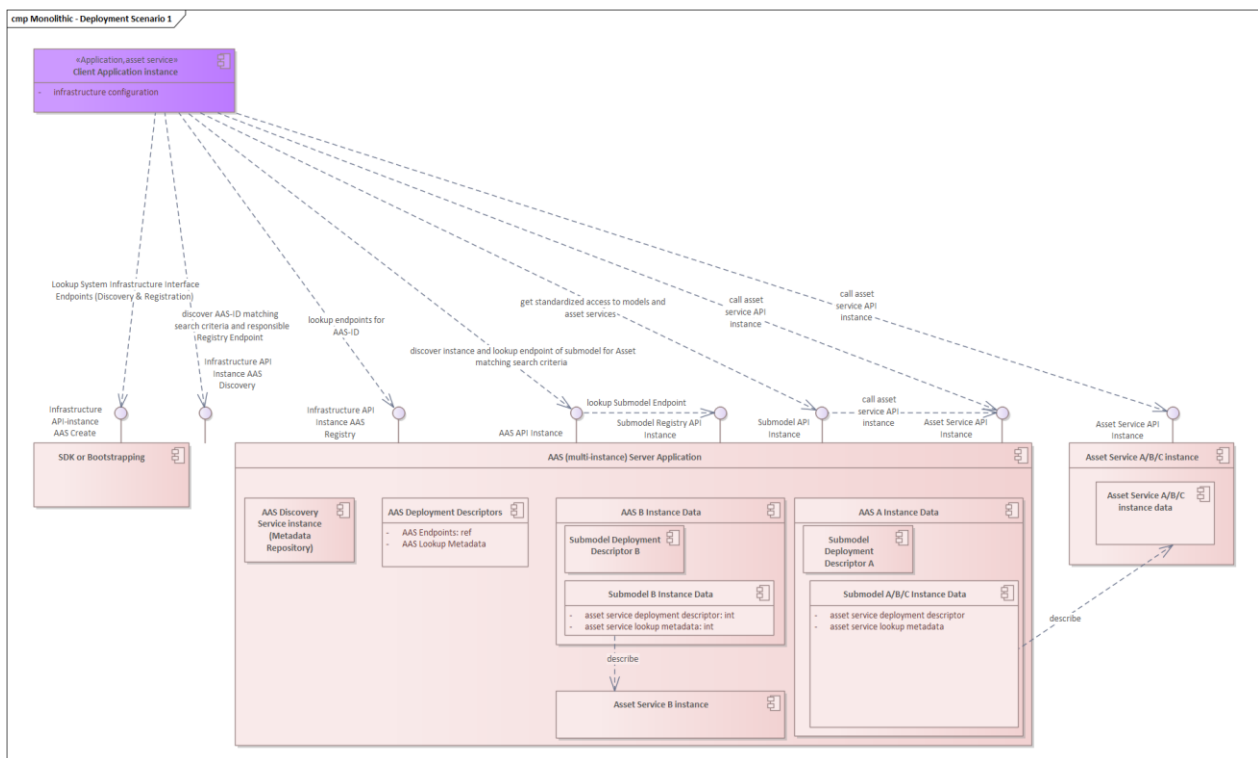 cmp Monolithic - Deployment Scenario 1
«Application,asset service»
Client Application instance
- Infrastructure configuration
Lookup System Infrastructure Interface
Endpoints (Discovery & Registration)
discover AAS-ID matching
search criteria and responsible
Registry Endpoint
lookup endpoints for
AAS-ID
discover instance and lookup endpoint of submodel for Asset
matching search criteria
get standardized access to models and
asset services
call asset
service API
instance
call asset
service API
instance
Infrastructure
API-instance
AAS Create
Infrastructure API
Instance AAS
Discovery
Infrastructure API
Instance AAS
Registry
AAS API Instance
lookup Submodel Endpoint
Submodel Registry API
Instance
Submodel API
Instance
call asset
service API
instance
Asset Service API
Instance
Asset Service API
Instance
SDK or Bootstrapping
AAS (multi-instance) Server Application
AAS Discovery
Service instance
(Metadata
Repository)
AAS Deployment Descriptors
- AAS Endpoints: ref
- AAS Lookup Metadata
AAS B Instance Data
Submodel Deployment
Descriptor B
Submodel B Instance Data
- asset service deployment descriptor: int
- asset service lookup metadata: int
describe
Asset Service B instance
AAS A Instance Data
Submodel
Deployment
Descriptor A
Submodel A/B/C Instance Data
- asset service deployment descriptor
- asset service lookup metadata
describe
Asset Service A/B/C instance
Asset Service A/B/C
instance data